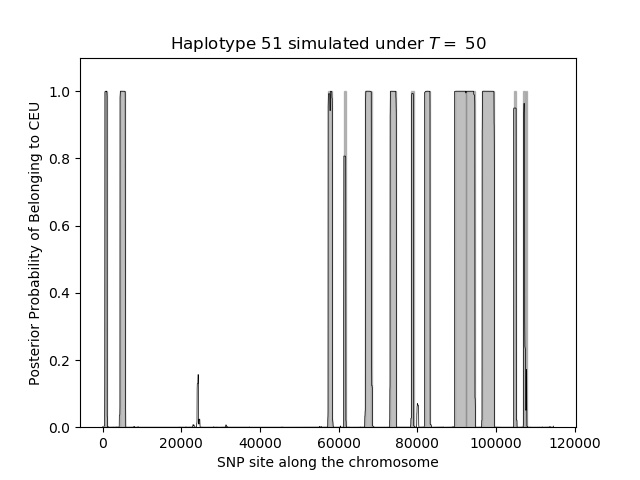 Haplotype 51 simulated under T = 50
Posterior Probability of Belonging to CEU
1.0
0.8
0.6
0.4
0.2
0.0
0 20000 40000 60000 80000 100000 120000
SNP site along the chromosome